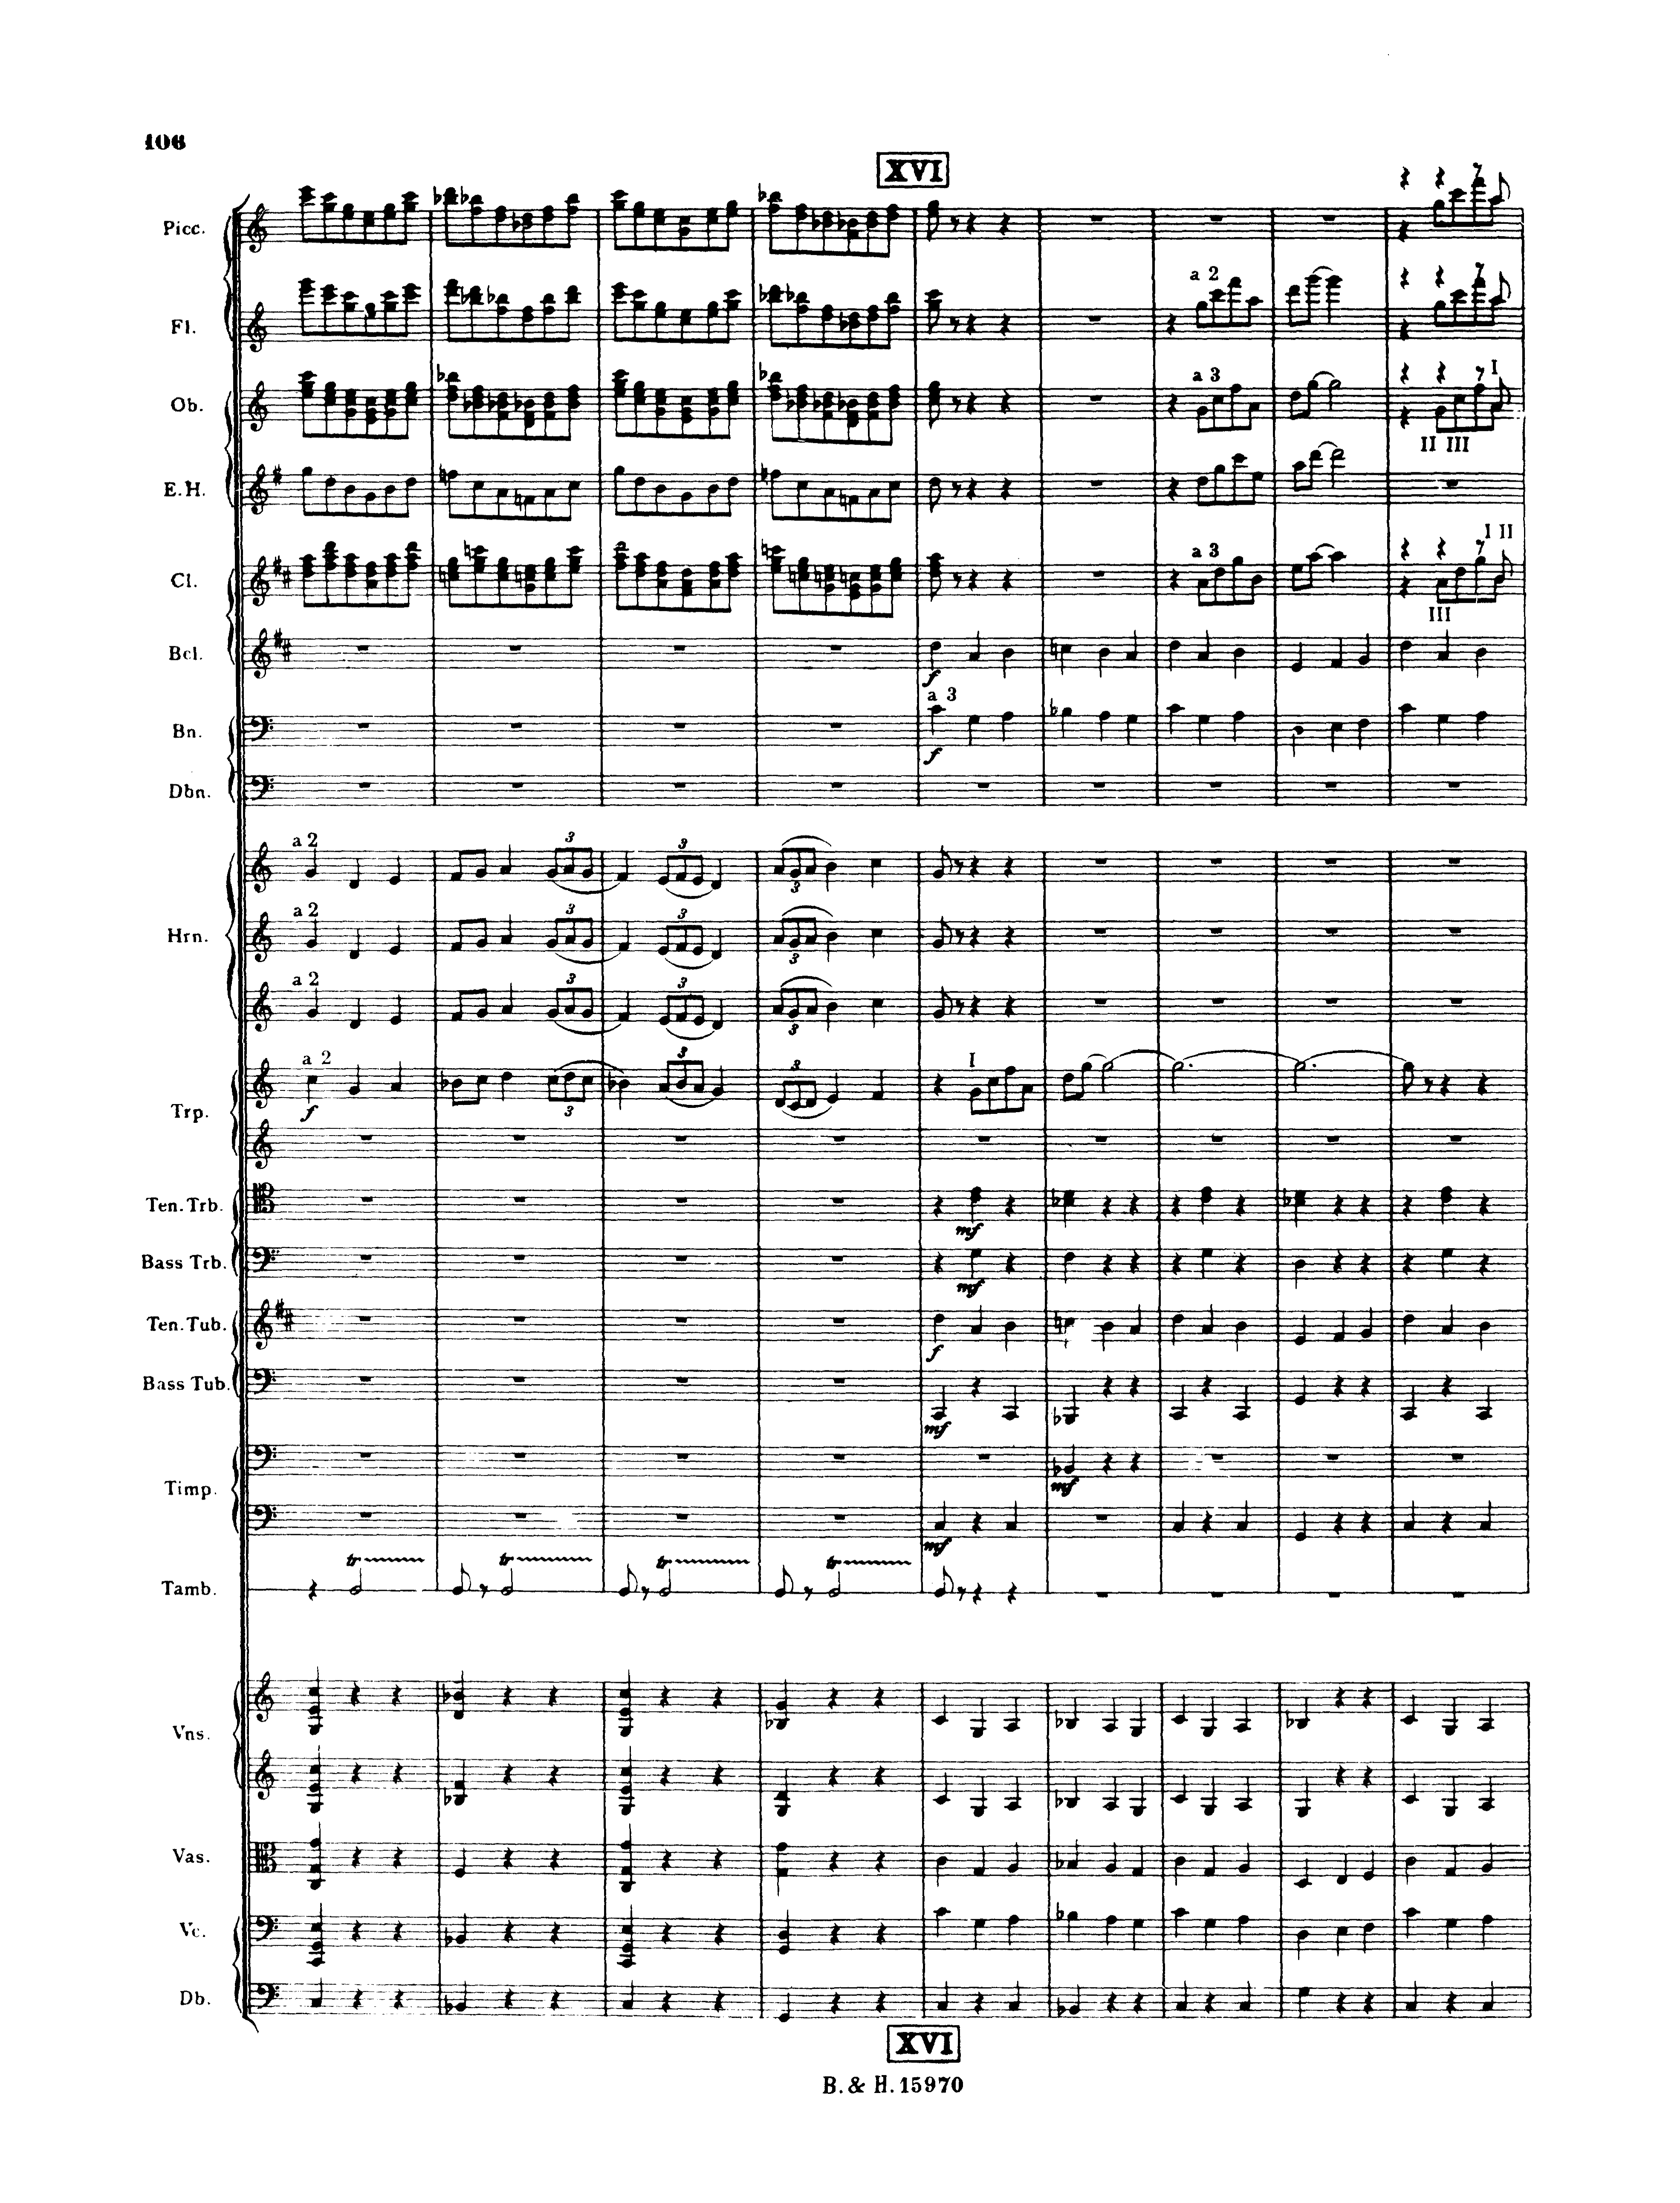 106
XVI
Picc.
a 2
Fl.
a 3
I
Ob.
II III
E.H.
I II
a 3
Cl.
III
Bcl.
f
a 3
Bn.
f
Dbn.
a 2
3
3
3
a 2
3
Hrn.
3
3
a 2
3
3
3
a 2
3
3
I
f
3
Trp.
Ten. Trb.
mf
Bass Trb.
mf
Ten. Tub.
f
Bass Tub.
mf
mf
Timp.
mf
tr tr tr tr
Tamb.
Vns.
Vas.
Vc.
Db.
XVI
B. & H. 15970